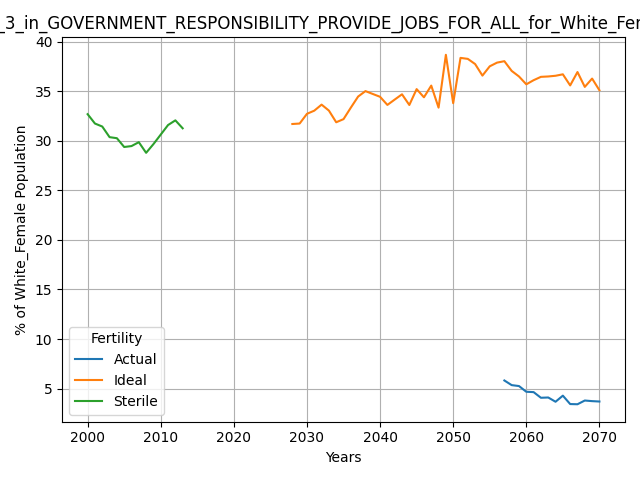 _3_in_GOVERNMENT_RESPONSIBILITY_PROVIDE_JOBS_FOR_ALL_for_White_Fem
40
35
30
25
20
15
10
5
% of White_Female Population
Fertility
Actual
Ideal
Sterile
2000 2010 2020 2030 2040 2050 2060 2070
Years